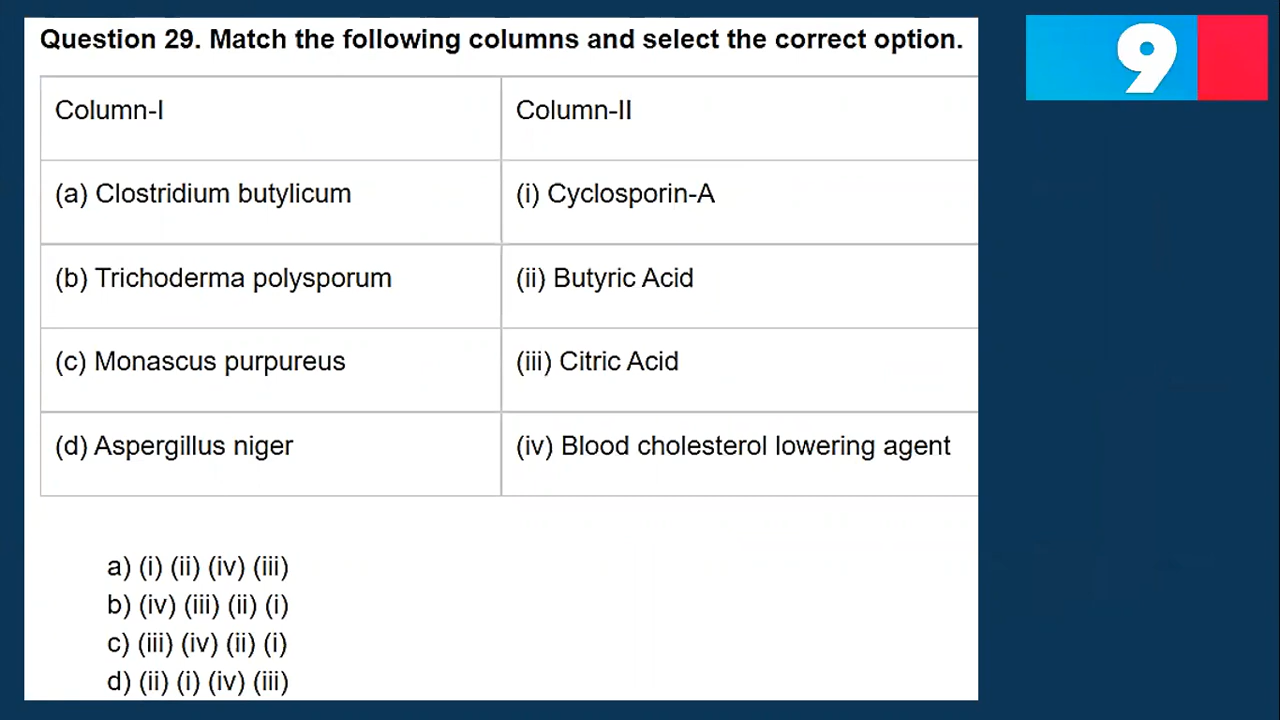 Question 29. Match the following columns and select the correct option.
9
Column-I Column-II
(a) Clostridium butylicum (i) Cyclosporin-A
(b) Trichoderma polysporum (ii) Butyric Acid
(c) Monascus purpureus (iii) Citric Acid
(d) Aspergillus niger (iv) Blood cholesterol lowering agent
a) (i) (ii) (iv) (iii)
b) (iv) (iii) (ii) (i)
c) (iii) (iv) (ii) (i)
d) (ii) (i) (iv) (iii)